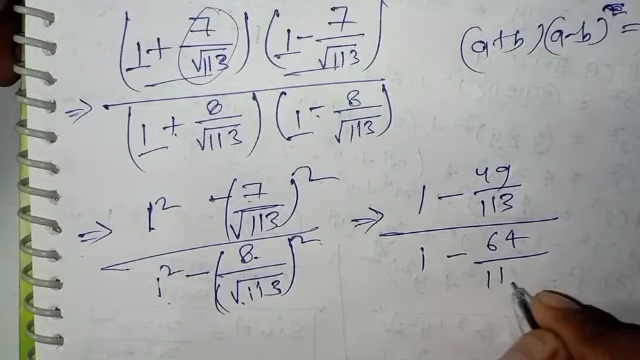 ⇒ (1 + 7/√113) (1 - 7/√113) / (1 + 8/√113) (1 - 8/√113)
(a+b)(a-b) =
⇒ 1² - (7/√113)² / 1² - (8/√113)² ⇒ 1 - 49/113 / 1 - 64/11